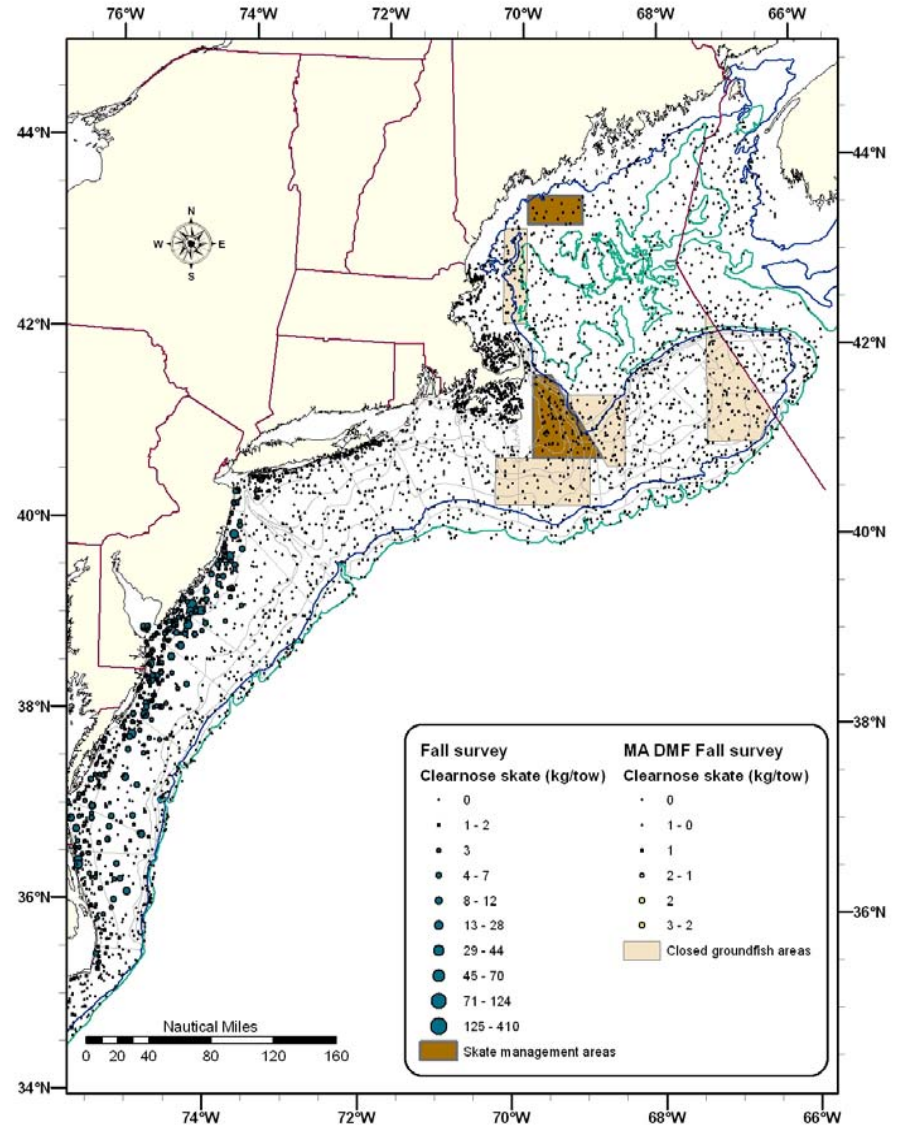 76°W 74°W 72°W 70°W 68°W 66°W
44°N 44°N
N
W E
S
42°N 42°N
40°N 40°N
38°N 38°N
Fall survey MA DMF Fall survey
Clearnose skate (kg/tow) Clearnose skate (kg/tow)
0 0
1 - 2 1 - 0
3 1
4 - 7 2 - 1
8 - 12 2
13 - 28 3 - 2
29 - 44 Closed groundfish areas
45 - 70
71 - 124
125 - 410
Skate management areas
36°N 36°N
Nautical Miles
0 20 40 80 120 160
34°N
74°W 72°W 70°W 68°W 66°W